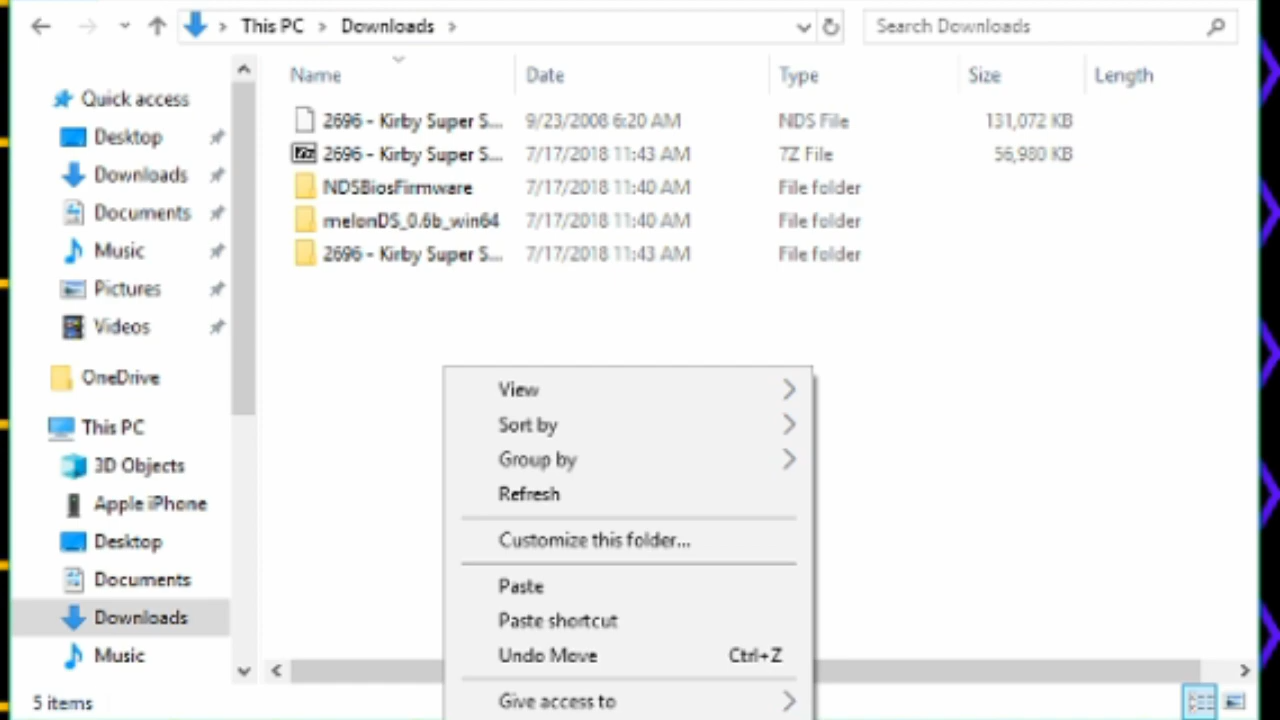 This PC > Downloads >
Search Downloads
Name Date Type Size Length
2696 - Kirby Super S... 9/23/2008 6:20 AM NDS File 131,072 KB
2696 - Kirby Super S... 7/17/2018 11:43 AM 7Z File 56,980 KB
NDSBiosFirmware 7/17/2018 11:40 AM File folder
melonDS_0.6b_win64 7/17/2018 11:40 AM File folder
2696 - Kirby Super S... 7/17/2018 11:43 AM File folder
Quick access
Desktop
Downloads
Documents
Music
Pictures
Videos
OneDrive
This PC
3D Objects
Apple iPhone
Desktop
Documents
Downloads
Music
View
Sort by
Group by
Refresh
Customize this folder...
Paste
Paste shortcut
Undo Move Ctrl+Z
Give access to
5 items